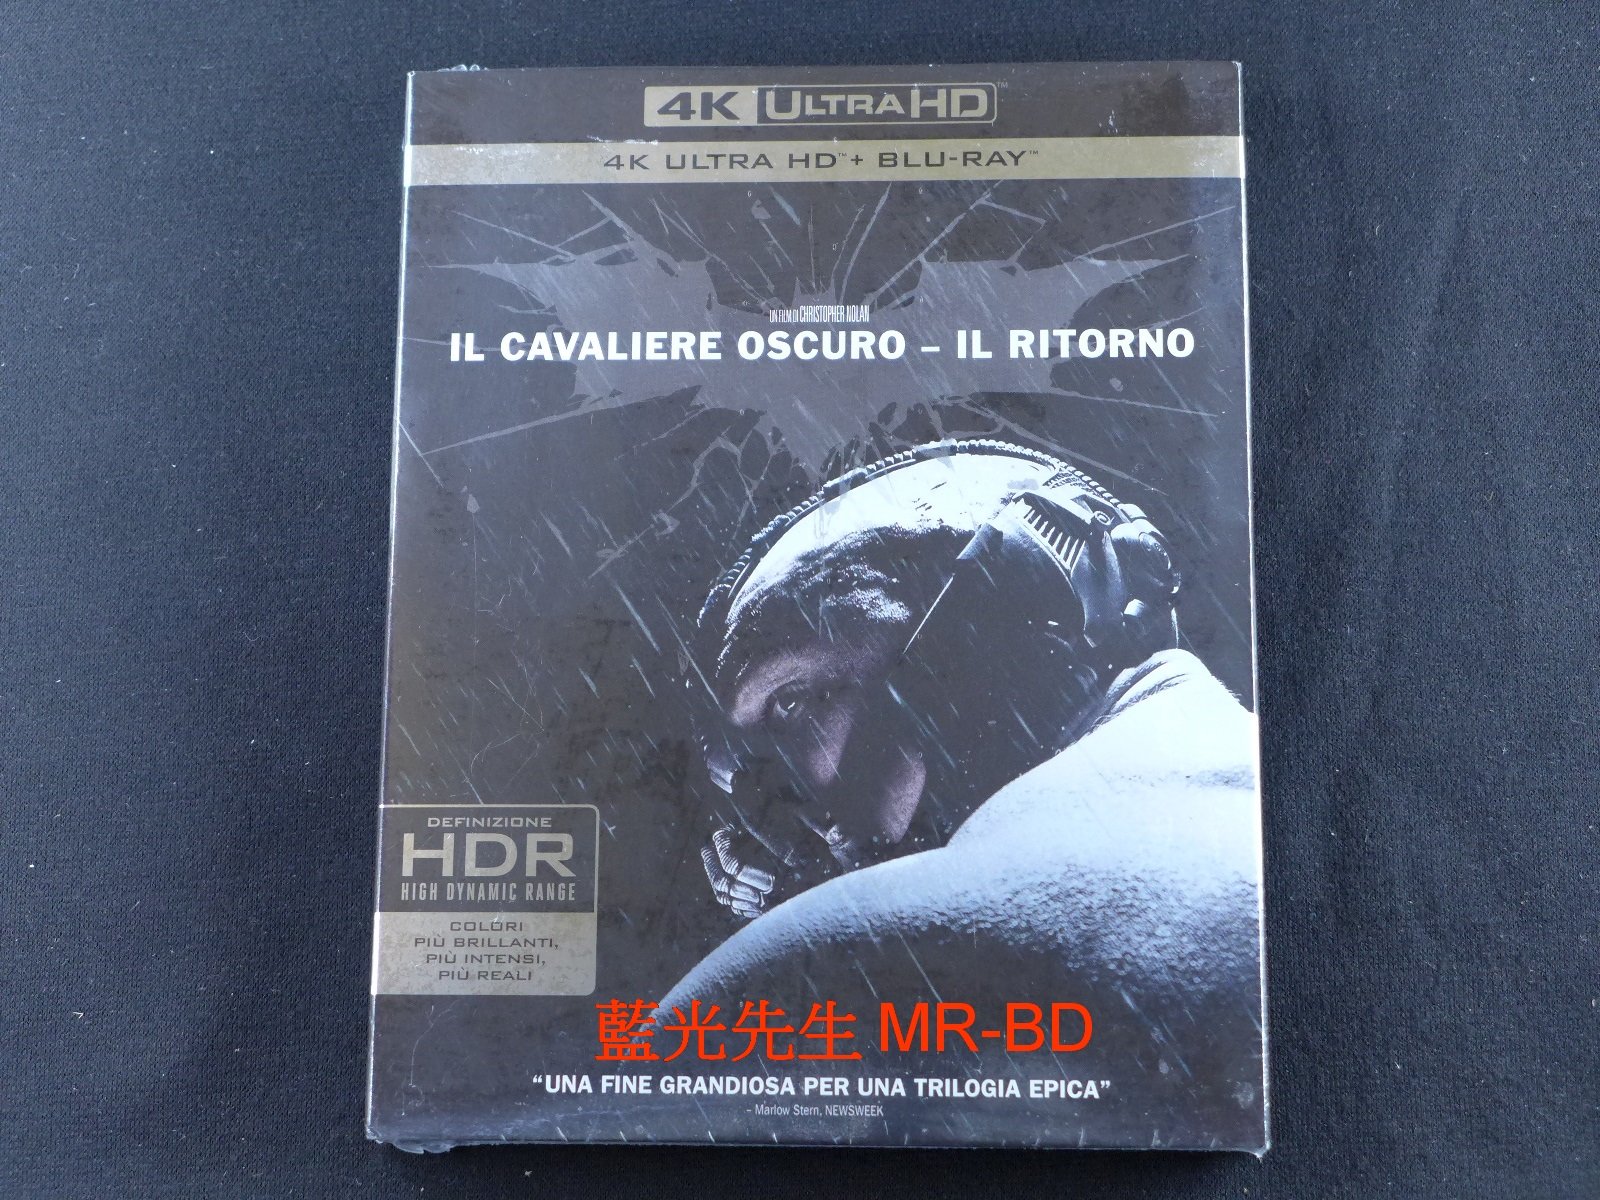 4K ULTRA HD™
4K ULTRA HD™ + BLU-RAY™
UN FILM DI CHRISTOPHER NOLAN
IL CAVALIERE OSCURO – IL RITORNO
DEFINIZIONE
HDR
HIGH DYNAMIC RANGE
COLORI
PIÙ BRILLANTI,
PIÙ INTENSI,
PIÙ REALI
藍光先生 MR-BD
“UNA FINE GRANDIOSA PER UNA TRILOGIA EPICA”
– Marlow Stern, NEWSWEEK